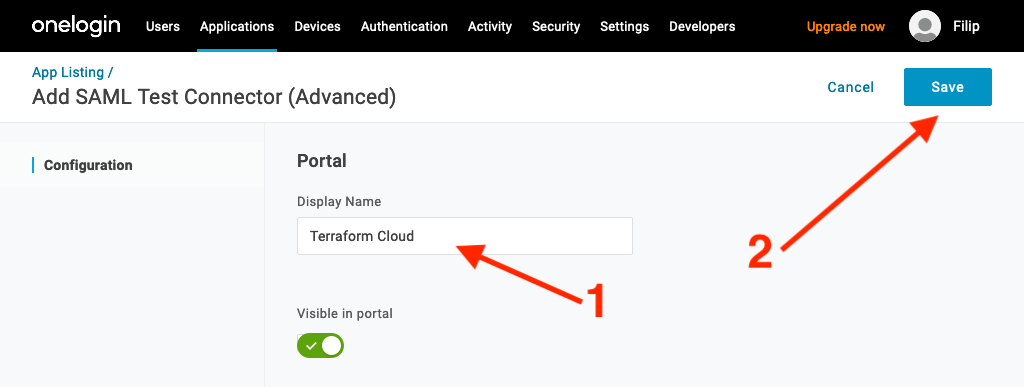 onelogin Users Applications Devices Authentication Activity Security Settings Developers Upgrade now Filip
App Listing /
Add SAML Test Connector (Advanced)
Cancel Save
Configuration
Portal
Display Name
Terraform Cloud
1
2
Visible in portal